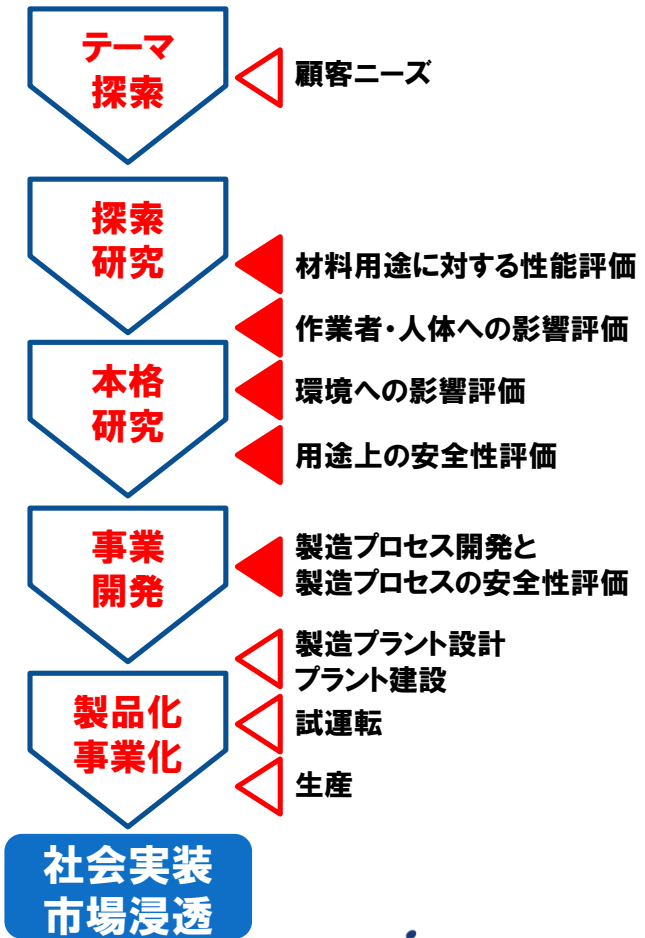 テーマ
探索
顧客ニーズ
探索
研究
材料用途に対する性能評価
作業者・人体への影響評価
本格
研究
環境への影響評価
用途上の安全性評価
事業
開発
製造プロセス開発と
製造プロセスの安全性評価
製造プラント設計
プラント建設
製品化
事業化
試運転
生産
社会実装
市場浸透